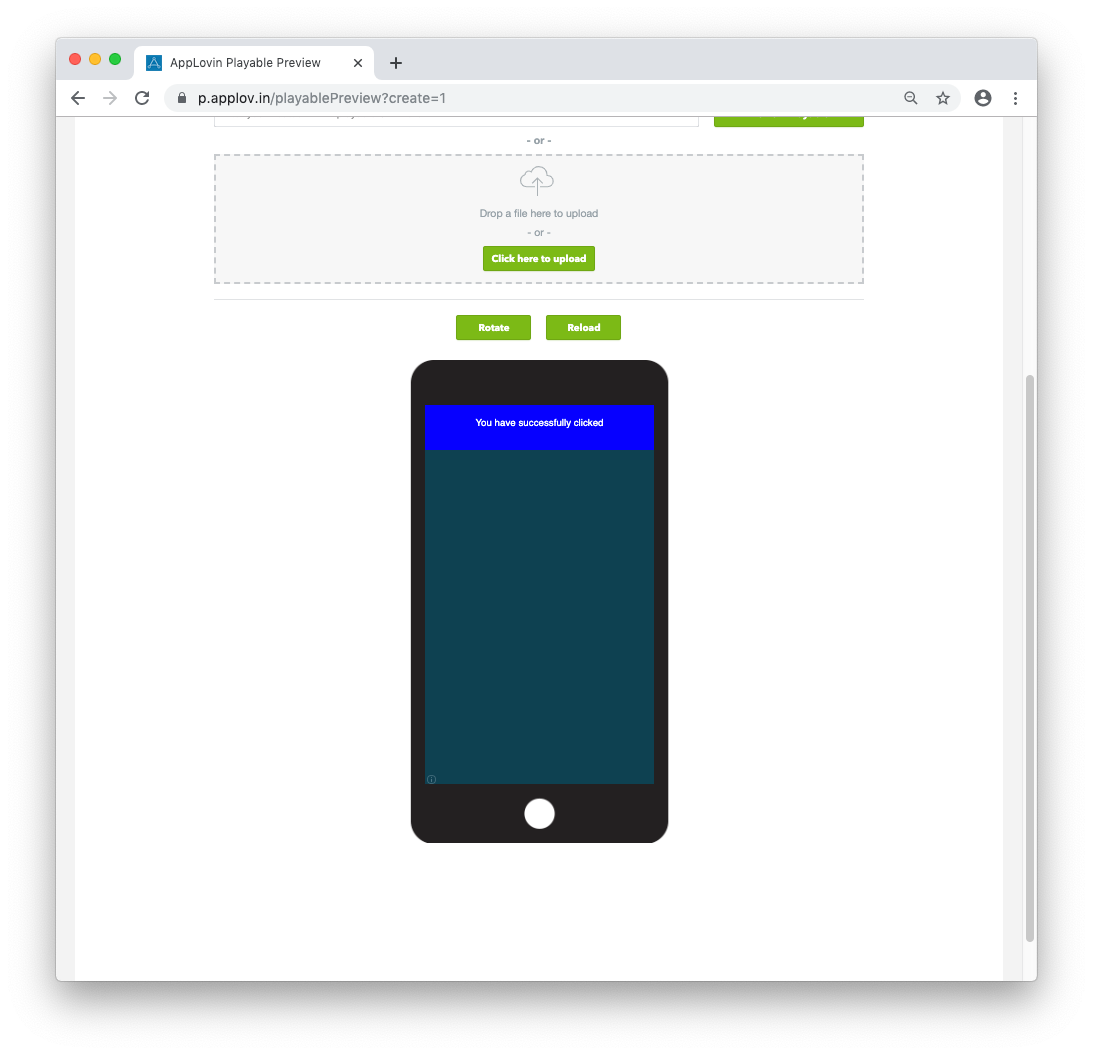 AppLovin Playable Preview
p.applov.in/playablePreview?create=1
- or -
Drop a file here to upload
- or -
Click here to upload
Rotate
Reload
You have successfully clicked